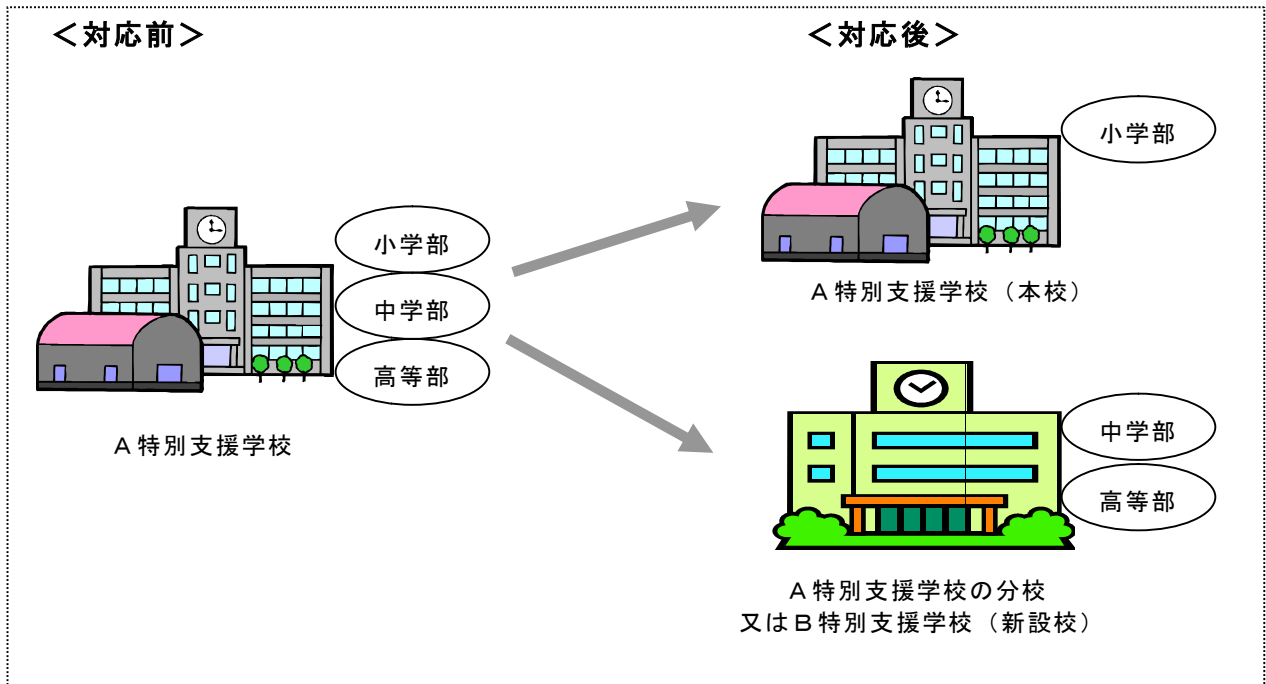 ＜対応前＞
＜対応後＞
小学部
中学部
高等部
A特別支援学校
小学部
A特別支援学校（本校）
中学部
高等部
A特別支援学校の分校
又はB特別支援学校（新設校）